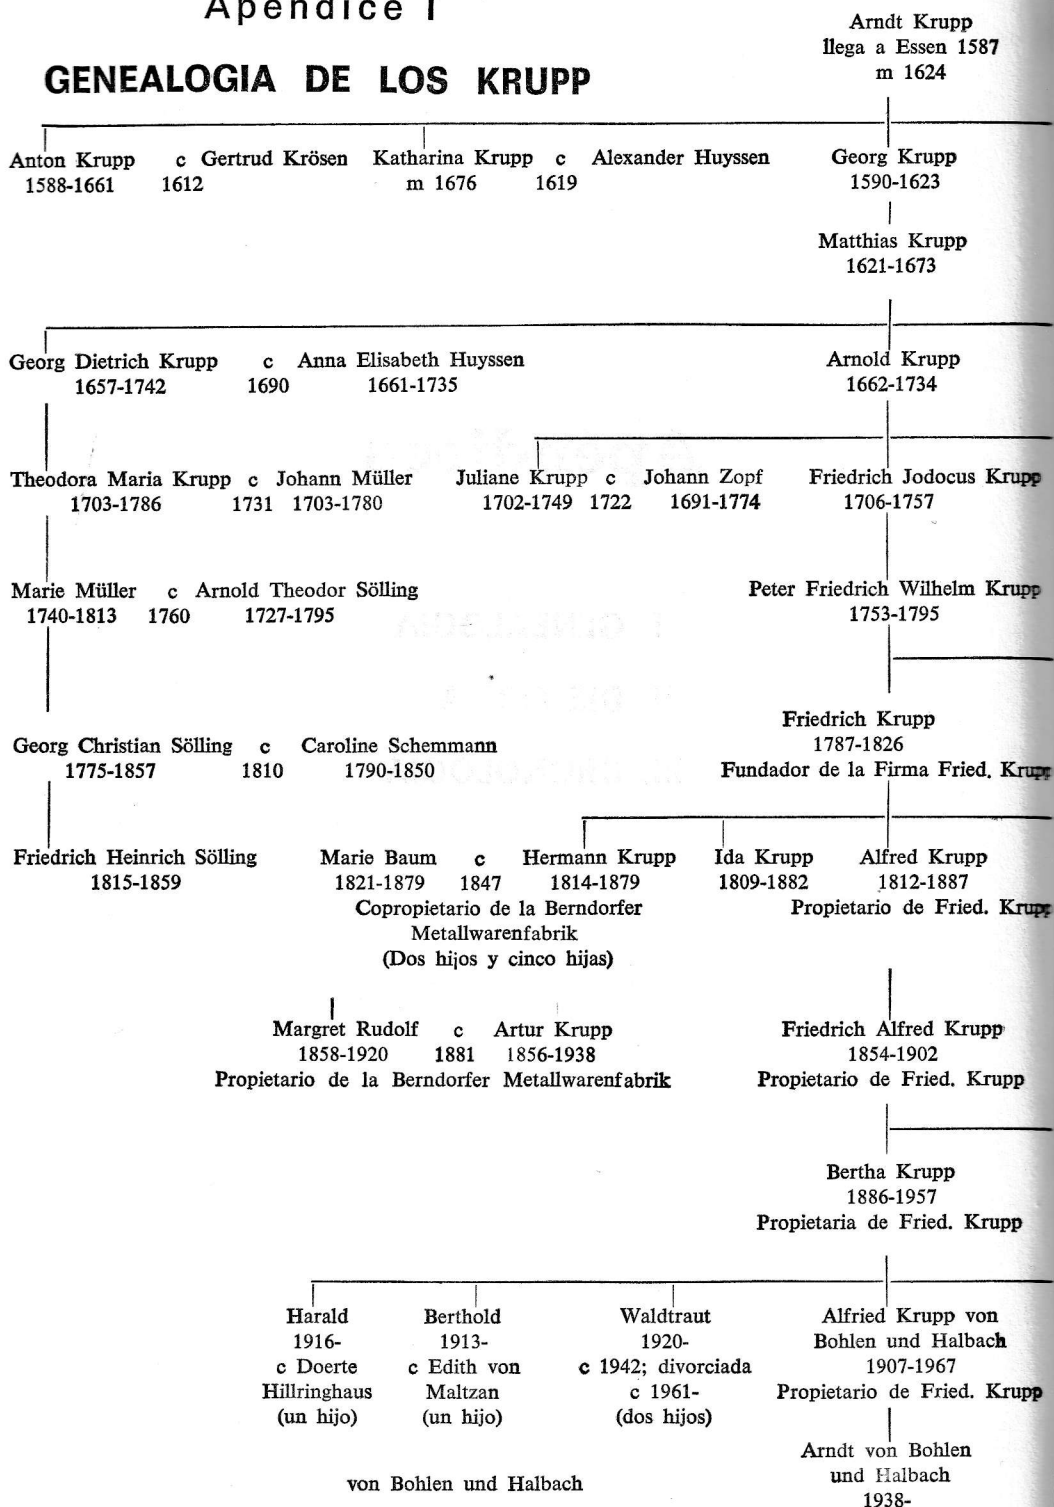 Apendice I
GENEALOGIA DE LOS KRUPP
Arndt Krupp
llega a Essen 1587
m 1624
Anton Krupp c Gertrud Krösen Katharina Krupp c Alexander Huyssen Georg Krupp
1588-1661 1612 m 1676 1619 1590-1623
Matthias Krupp
1621-1673
Georg Dietrich Krupp c Anna Elisabeth Huyssen Arnold Krupp
1657-1742 1690 1661-1735 1662-1734
Theodora Maria Krupp c Johann Müller Juliane Krupp c Johann Zopf Friedrich Jodocus Krupp
1703-1786 1731 1703-1780 1702-1749 1722 1691-1774 1706-1757
Marie Müller c Arnold Theodor Sölling Peter Friedrich Wilhelm Krupp
1740-1813 1760 1727-1795 1753-1795
Friedrich Krupp
1787-1826
Fundador de la Firma Fried. Krupp
Georg Christian Sölling c Caroline Schemmann
1775-1857 1810 1790-1850
Friedrich Heinrich Sölling Marie Baum c Hermann Krupp Ida Krupp Alfred Krupp
1815-1859 1821-1879 1847 1814-1879 1809-1882 1812-1887
Copropietario de la Berndorfer Propietario de Fried. Krupp
Metallwarenfabrik
(Dos hijos y cinco hijas)
Margret Rudolf c Artur Krupp Friedrich Alfred Krupp
1858-1920 1881 1856-1938 1854-1902
Propietario de la Berndorfer Metallwarenfabrik Propietario de Fried. Krupp
Bertha Krupp
1886-1957
Propietaria de Fried. Krupp
Harald Berthold Waldtraut Alfried Krupp von
1916- 1913- 1920- Bohlen und Halbach
c Doerte c Edith von c 1942; divorciada 1907-1967
Hillringhaus Maltzan c 1961- Propietario de Fried. Krupp
(un hijo) (un hijo) (dos hijos)
Arndt von Bohlen
und Halbach
1938-
von Bohlen und Halbach